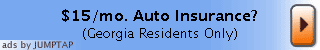 $15/mo. Auto Insurance?
(Georgia Residents Only)
ads by JUMPTAP